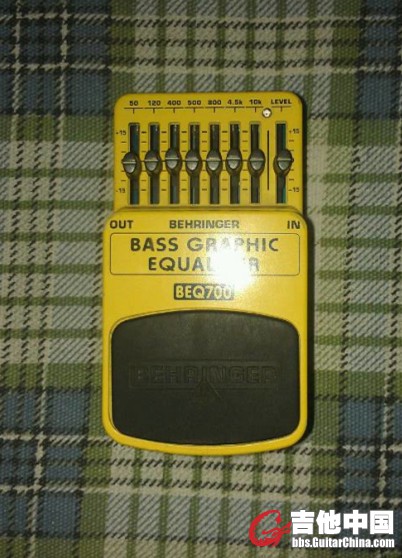 50 120 400 500 800 4.5k 10k LEVEL
+15 +15
-15 -15
OUT BEHRINGER IN
BASS GRAPHIC
EQUALIZER
BEQ700
BEHRINGER
吉他中国
bbs.GuitarChina.com